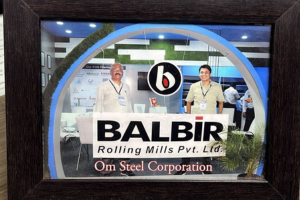 b
BALBIR
Rolling Mills Pvt. Ltd.
Om Steel Corporation